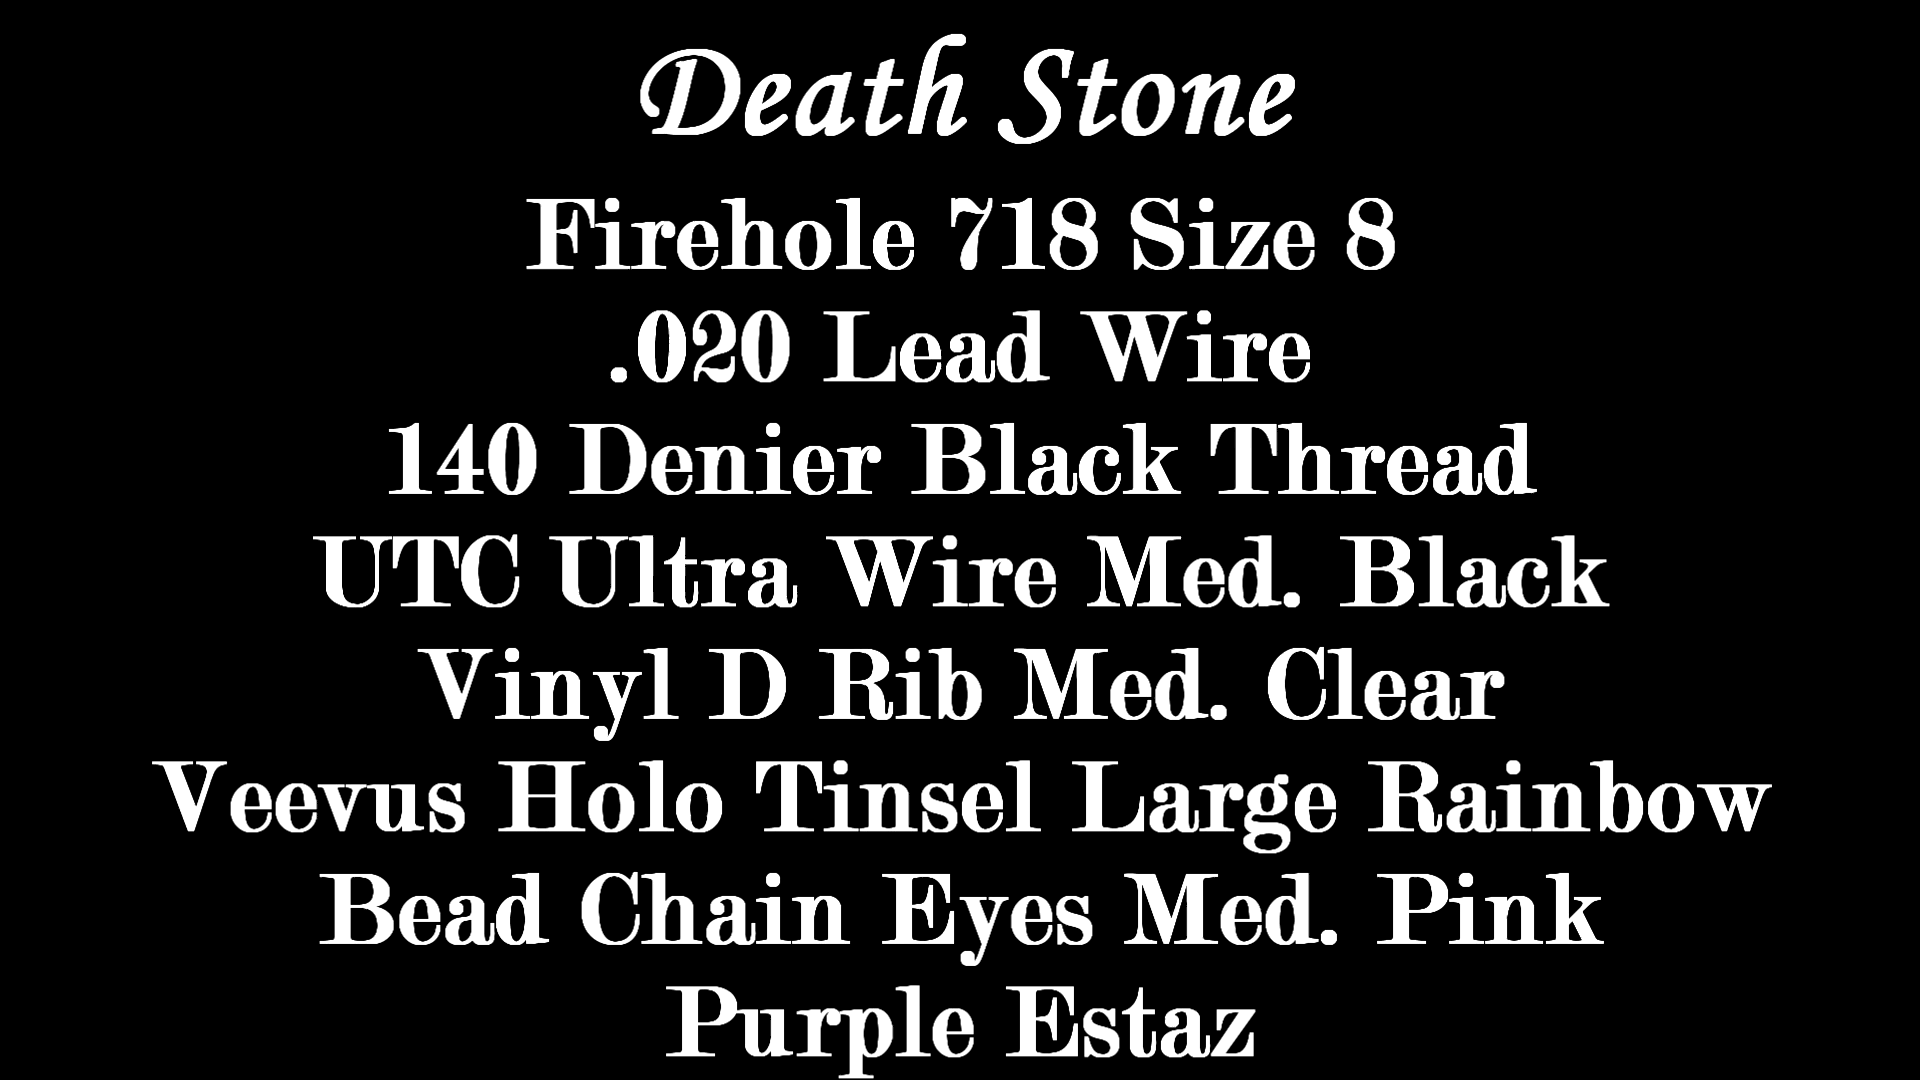 Death Stone
Firehole 718 Size 8
.020 Lead Wire
140 Denier Black Thread
UTC Ultra Wire Med. Black
Vinyl D Rib Med. Clear
Veevus Holo Tinsel Large Rainbow
Bead Chain Eyes Med. Pink
Purple Estaz